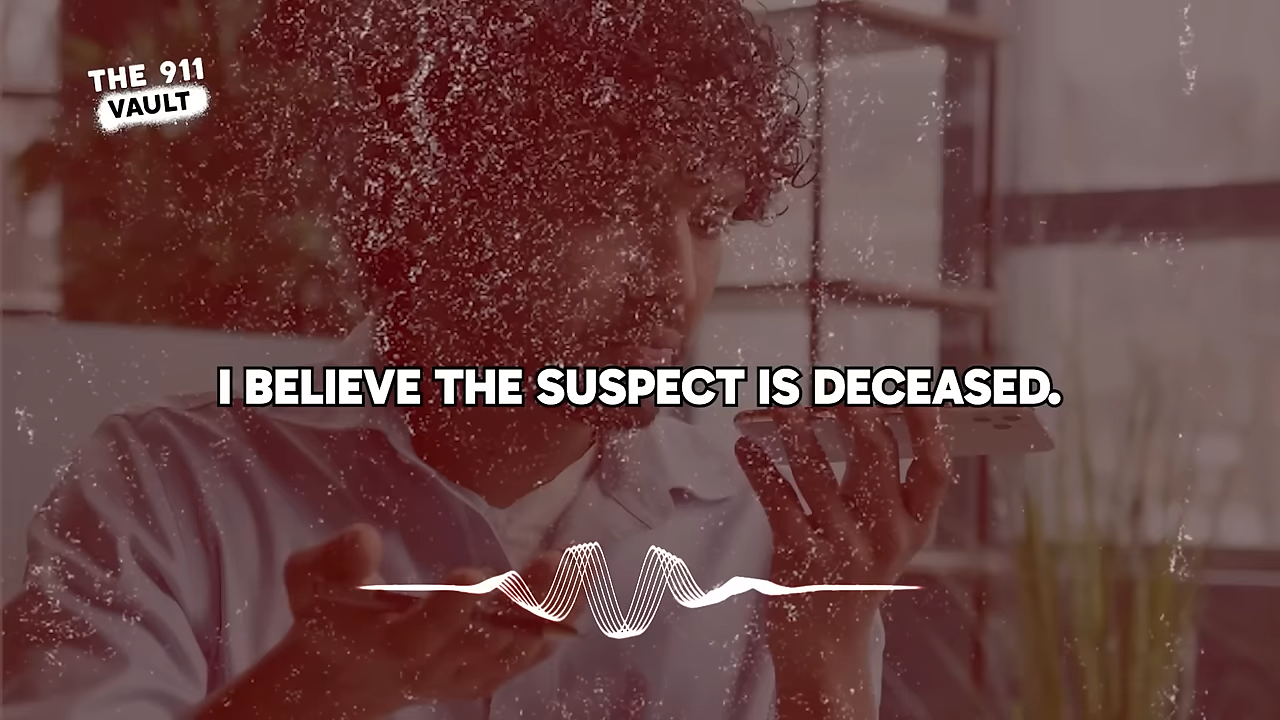 THE 911
VAULT
I BELIEVE THE SUSPECT IS DECEASED.